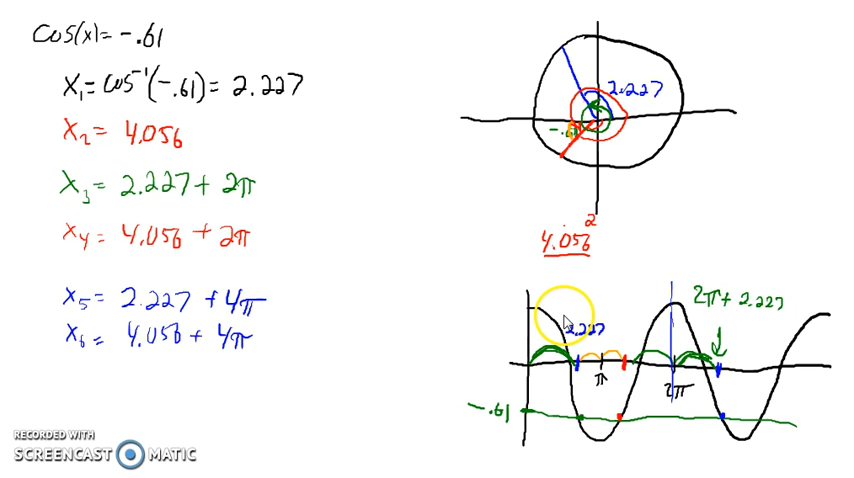 cos(x) = -.61
x₁ = cos⁻¹(-.61) = 2.227
x₂ = 4.056
x₃ = 2.227 + 2π
x₄ = 4.056 + 2π
x₅ = 2.227 + 4π
x₆ = 4.056 + 4π
2.227
-.61
4.056²
2π + 2.227
2.227
π
2π
-.61
RECORDED WITH
SCREENCAST MATIC